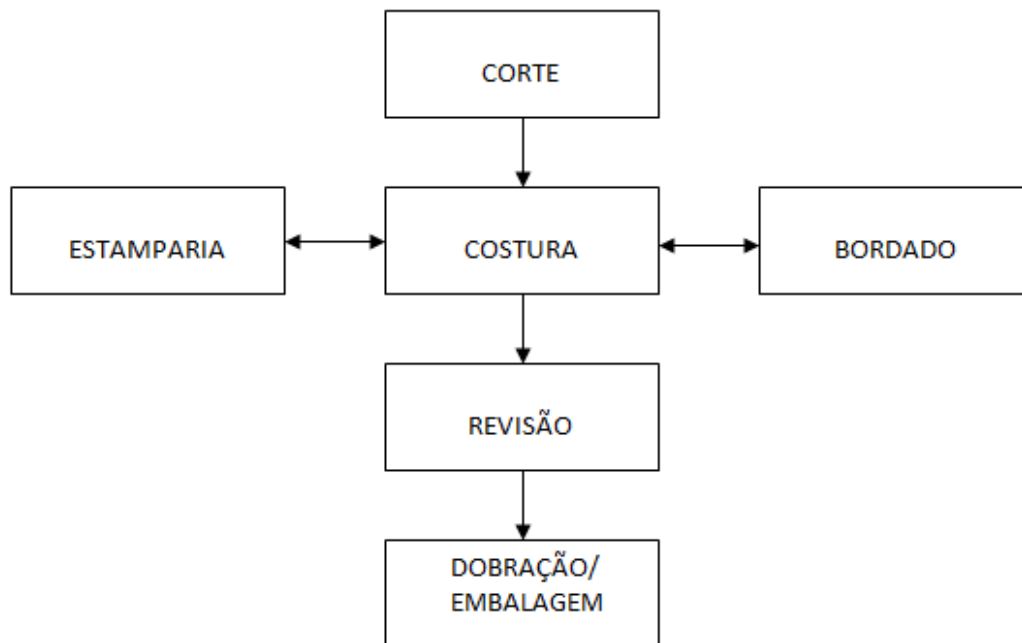 CORTE
ESTAMPARIA
COSTURA
BORDADO
REVISÃO
DOBRAÇÃO/
EMBALAGEM